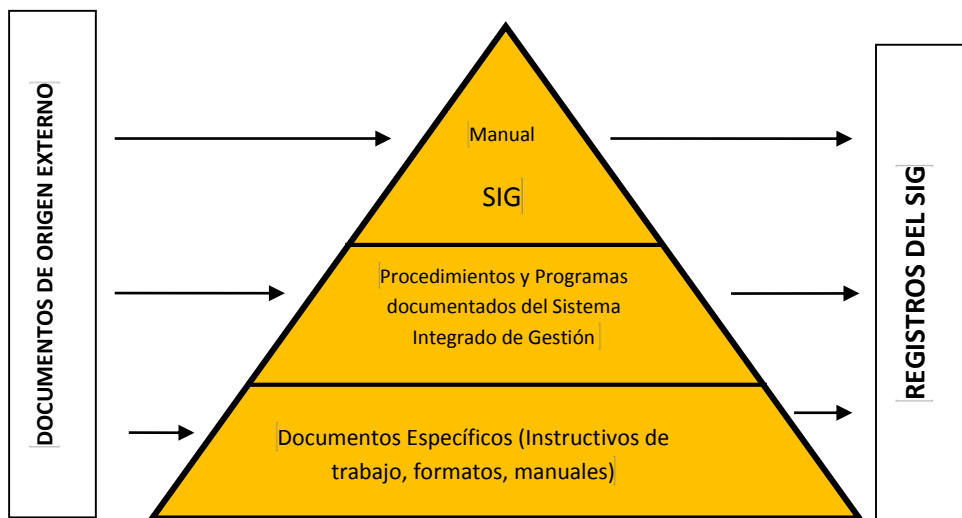 DOCUMENTOS DE ORIGEN EXTERNO
Manual
SIG
Procedimientos y Programas
documentados del Sistema
Integrado de Gestión
Documentos Específicos (Instructivos de
trabajo, formatos, manuales)
REGISTROS DEL SIG